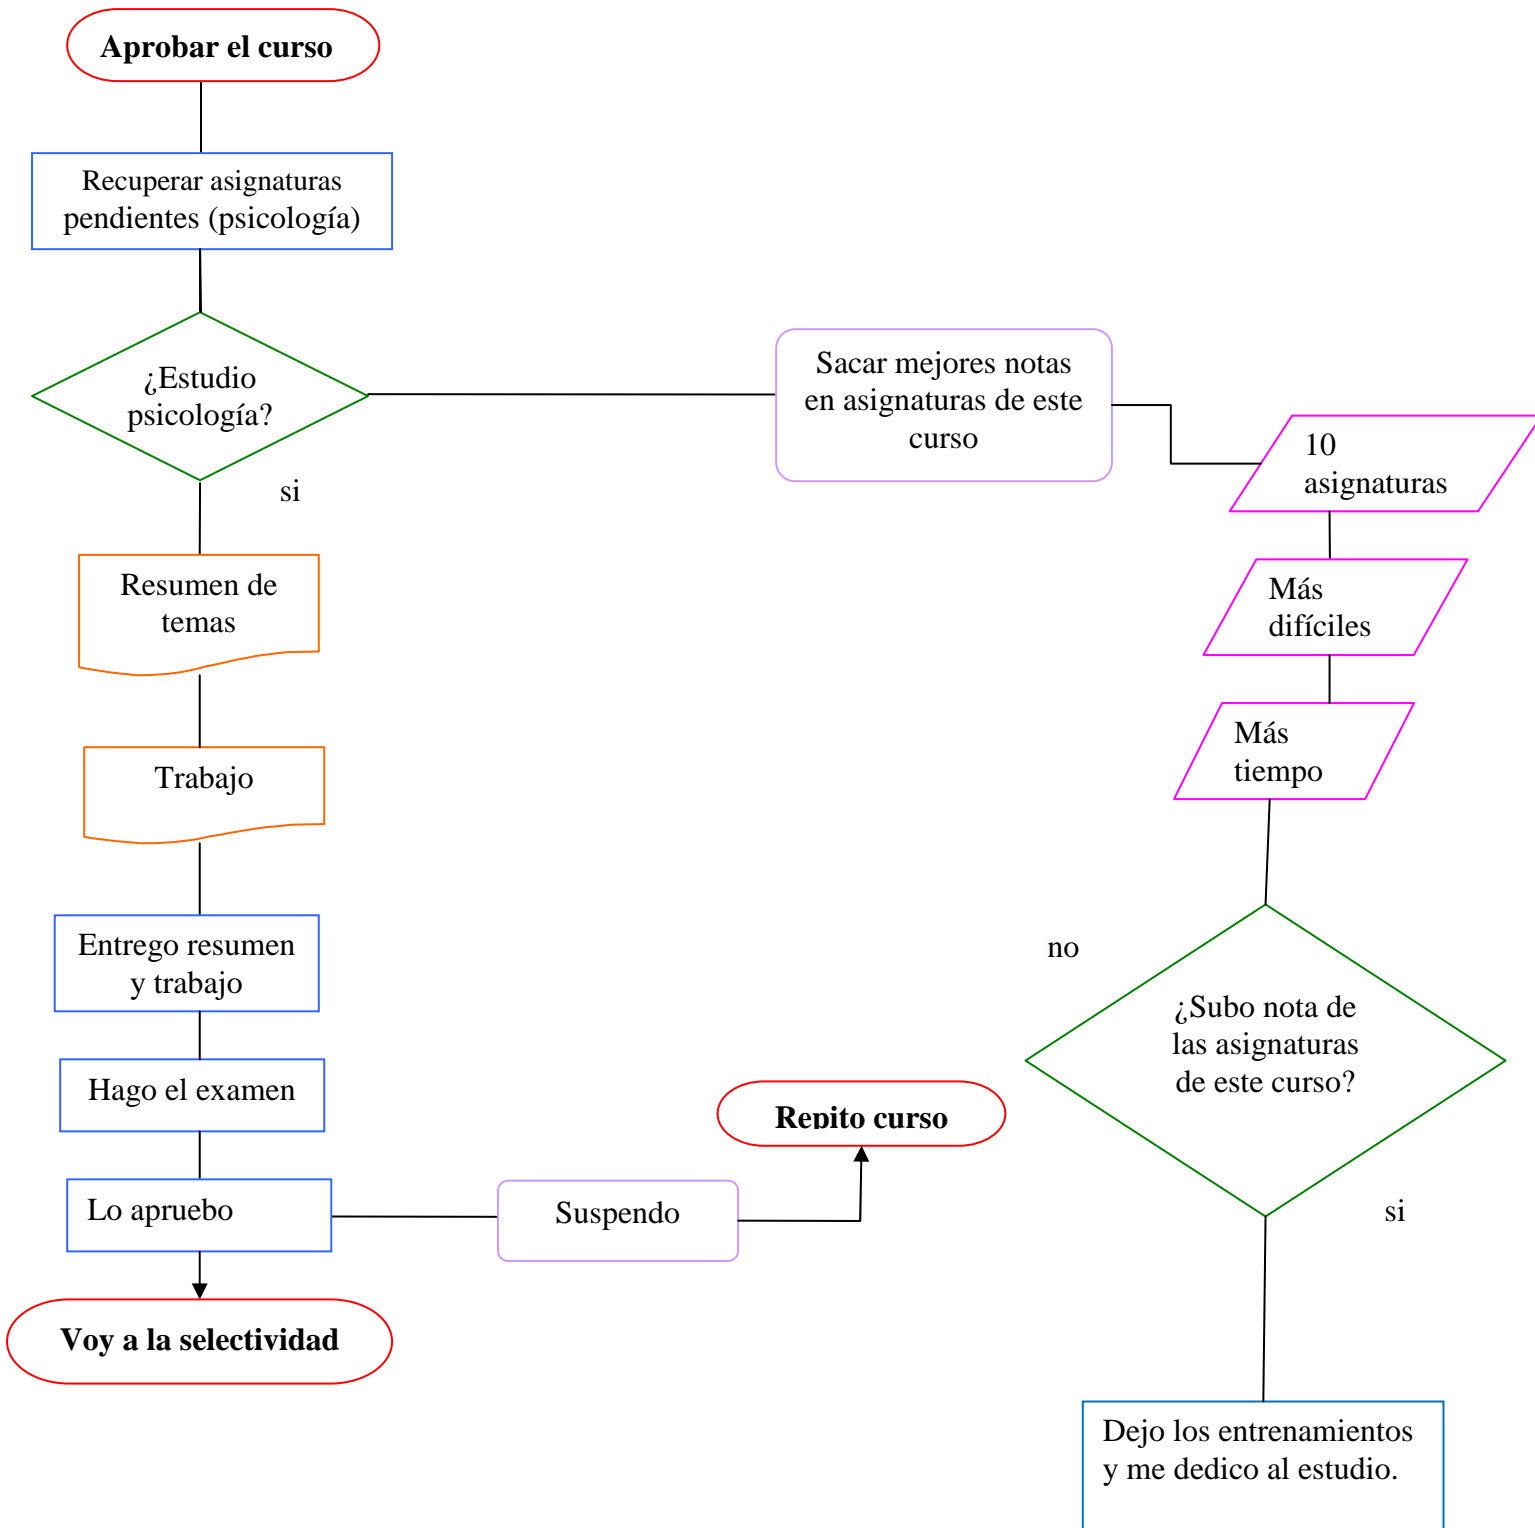 Aprobar el curso
Recuperar asignaturas
pendientes (psicología)
¿Estudio
psicología?
si
Resumen de
temas
Trabajo
Entrego resumen
y trabajo
Hago el examen
Lo apruebo
Voy a la selectividad
Suspendo
Repito curso
Sacar mejores notas
en asignaturas de este
curso
10
asignaturas
Más
difíciles
Más
tiempo
no
¿Subo nota de
las asignaturas
de este curso?
si
Dejo los entrenamientos
y me dedico al estudio.